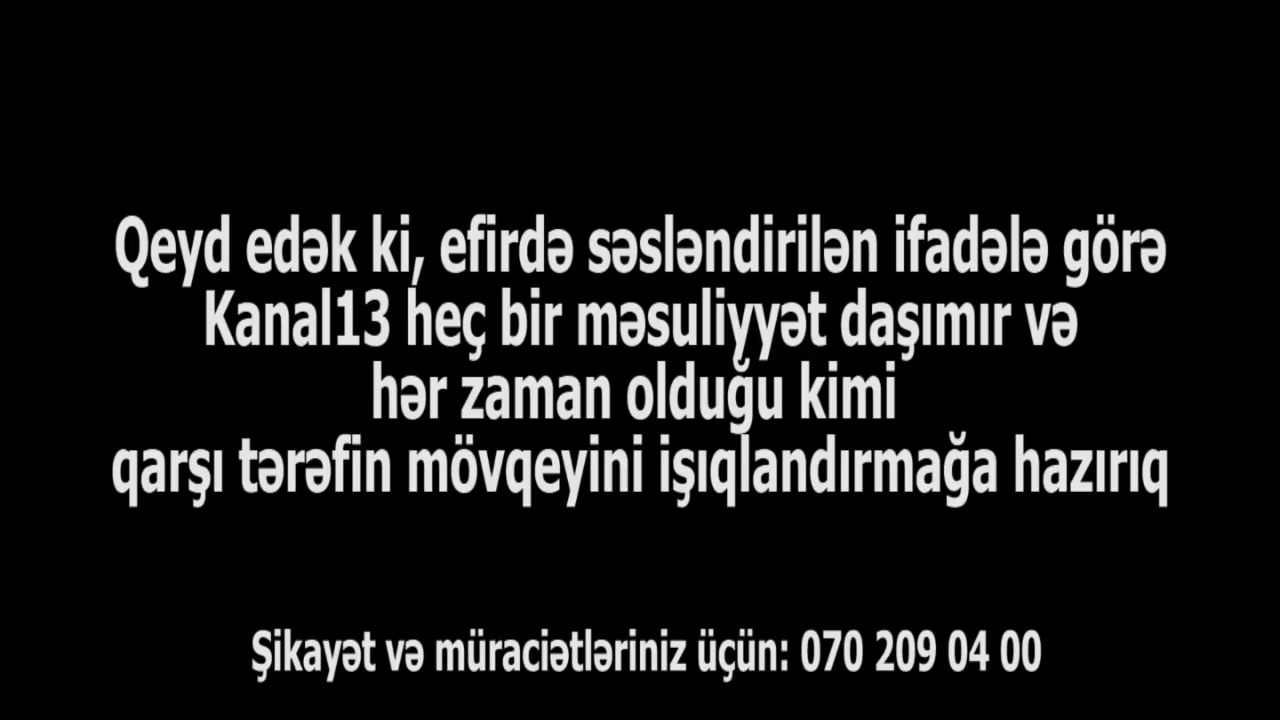 Qeyd edək ki, efirdə səsləndirilən ifadələ görə
Kanal13 heç bir məsuliyyət daşımır və
hər zaman olduğu kimi
qarşı tərəfin mövqeyini işıqlandırmağa hazırıq
Şikayət və müraciətləriniz üçün: 070 209 04 00